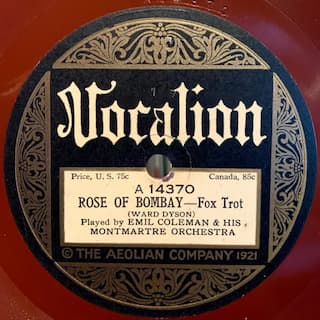 Vocalion
Price, U. S. 75c Canada, 85c
A 14370
ROSE OF BOMBAY—Fox Trot
(WARD DYSON)
Played by EMIL COLEMAN & HIS
MONTMARTRE ORCHESTRA
© THE AEOLIAN COMPANY 1921